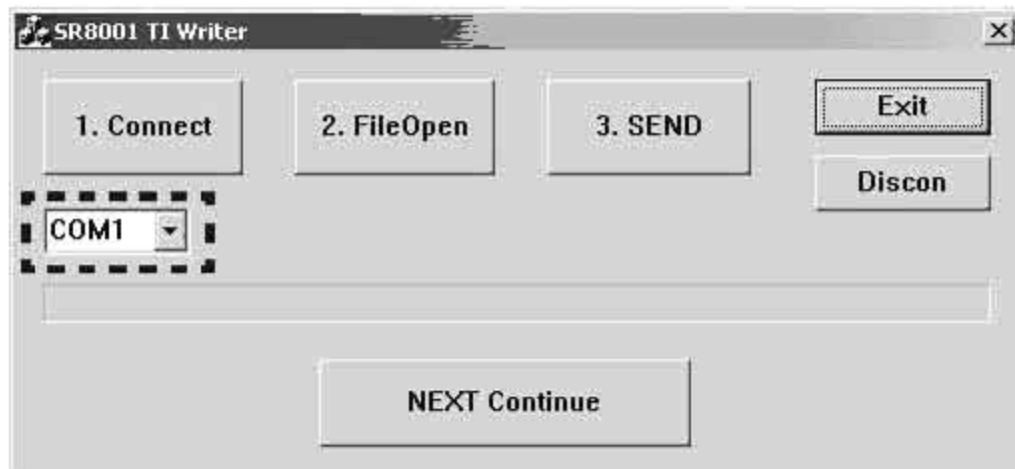 SR8001 TI Writer
1. Connect
2. FileOpen
3. SEND
Exit
Discon
COM1
NEXT Continue